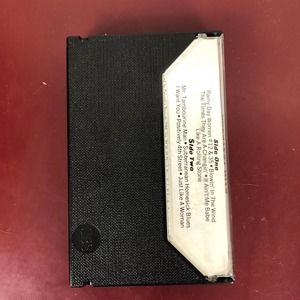 Side One
Rainy Day Women #12 & 35 • Blowin' In The Wind
The Times They Are A-Changin' • It Ain't Me Babe
Like A Rolling Stone
Side Two
Mr. Tambourine Man • Subterranean Homesick Blues
I Want You • Positively 4th Street • Just Like A Woman